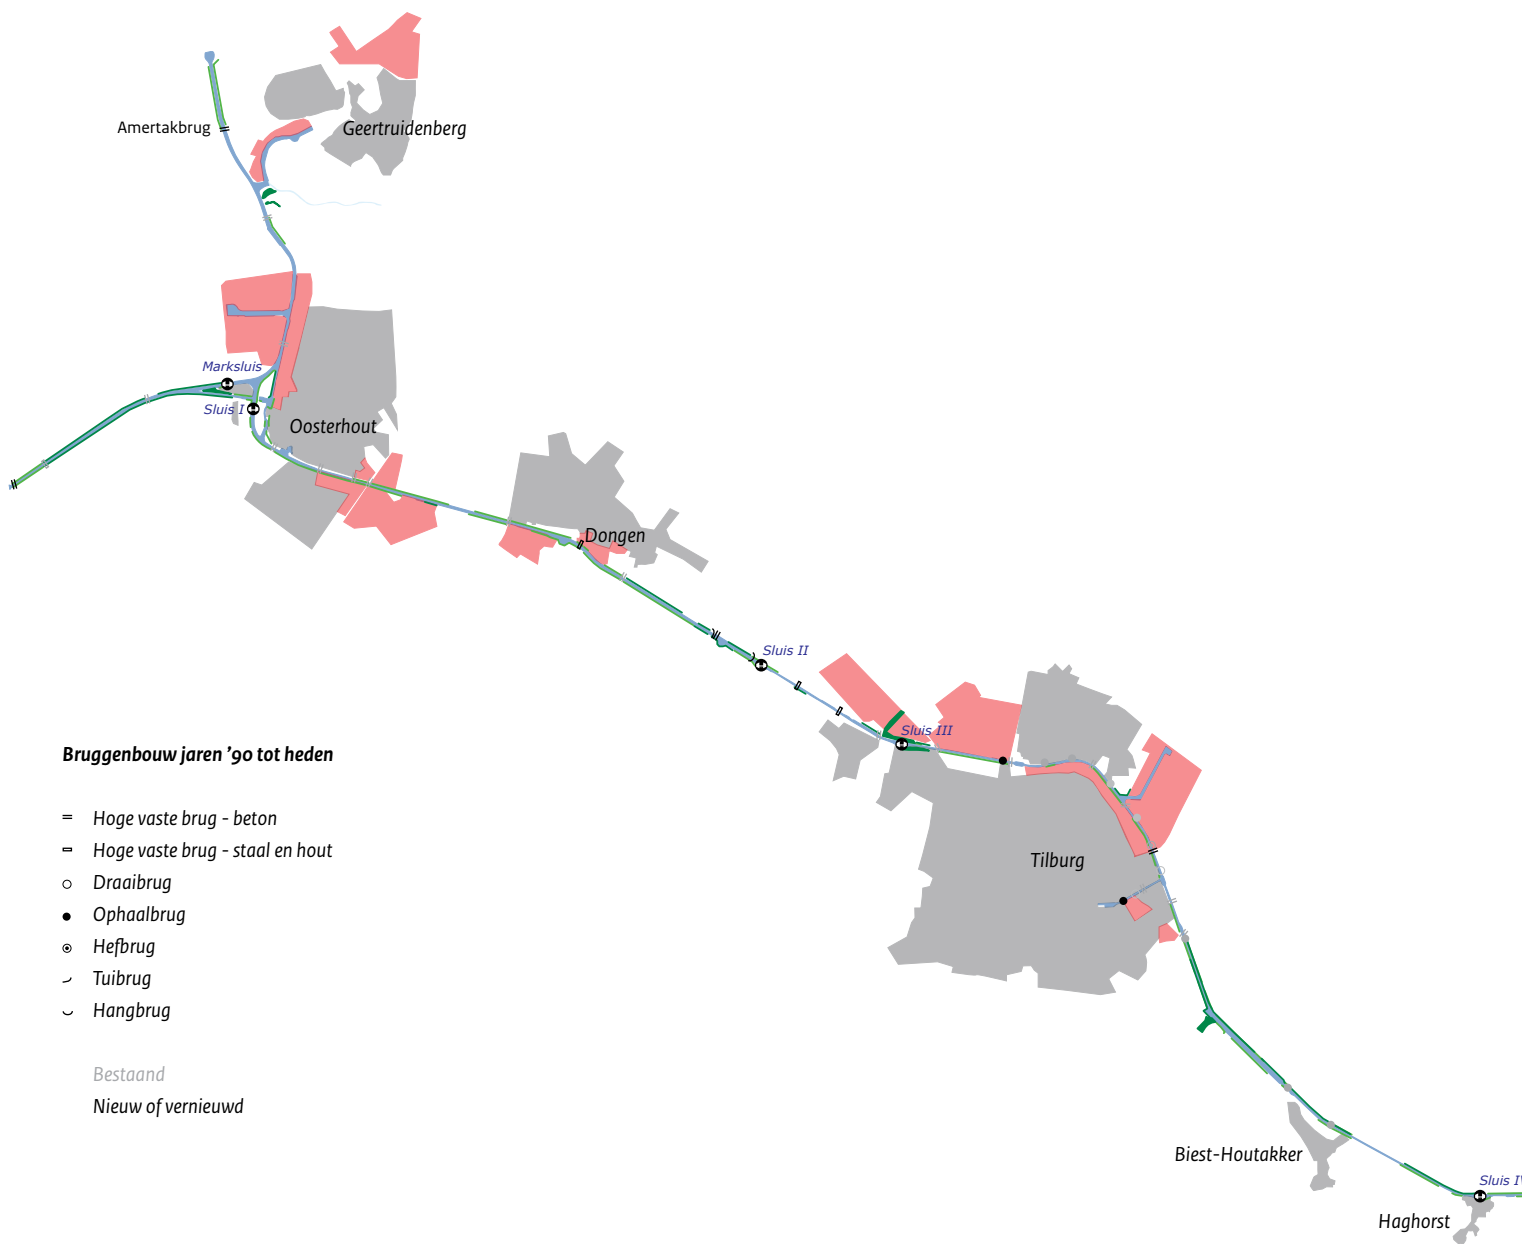 Amertakbrug
Geertruidenberg
Marksluis
Sluis I
Oosterhout
Dongen
Sluis II
Sluis III
Bruggenbouw jaren ’90 tot heden
Hoge vaste brug - beton
Hoge vaste brug - staal en hout
Draaibrug
Ophaalbrug
Hefbrug
Tuibrug
Hangbrug
Bestaand
Nieuw of vernieuwd
Tilburg
Biest-Houtakker
Sluis IV
Haghorst